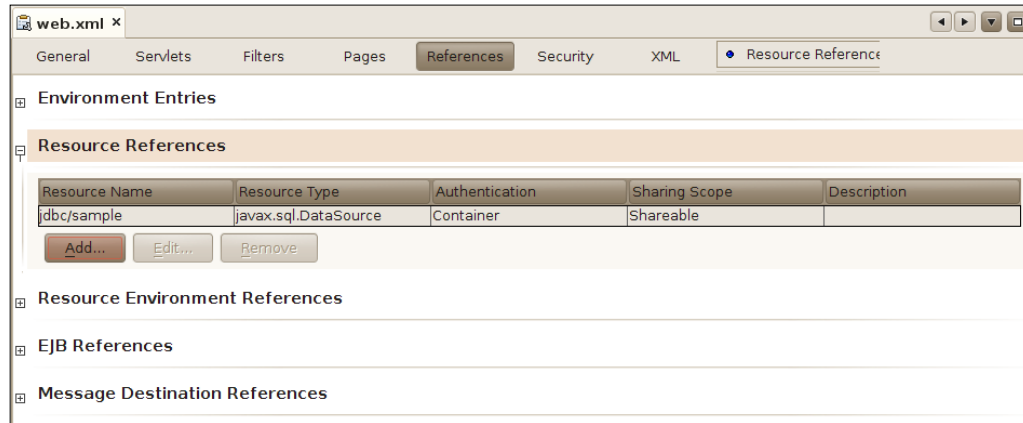 web.xml ×
General Servlets Filters Pages References Security XML Resource Reference
Environment Entries
Resource References
Resource Name Resource Type Authentication Sharing Scope Description
jdbc/sample javax.sql.DataSource Container Shareable
Add... Edit... Remove
Resource Environment References
EJB References
Message Destination References